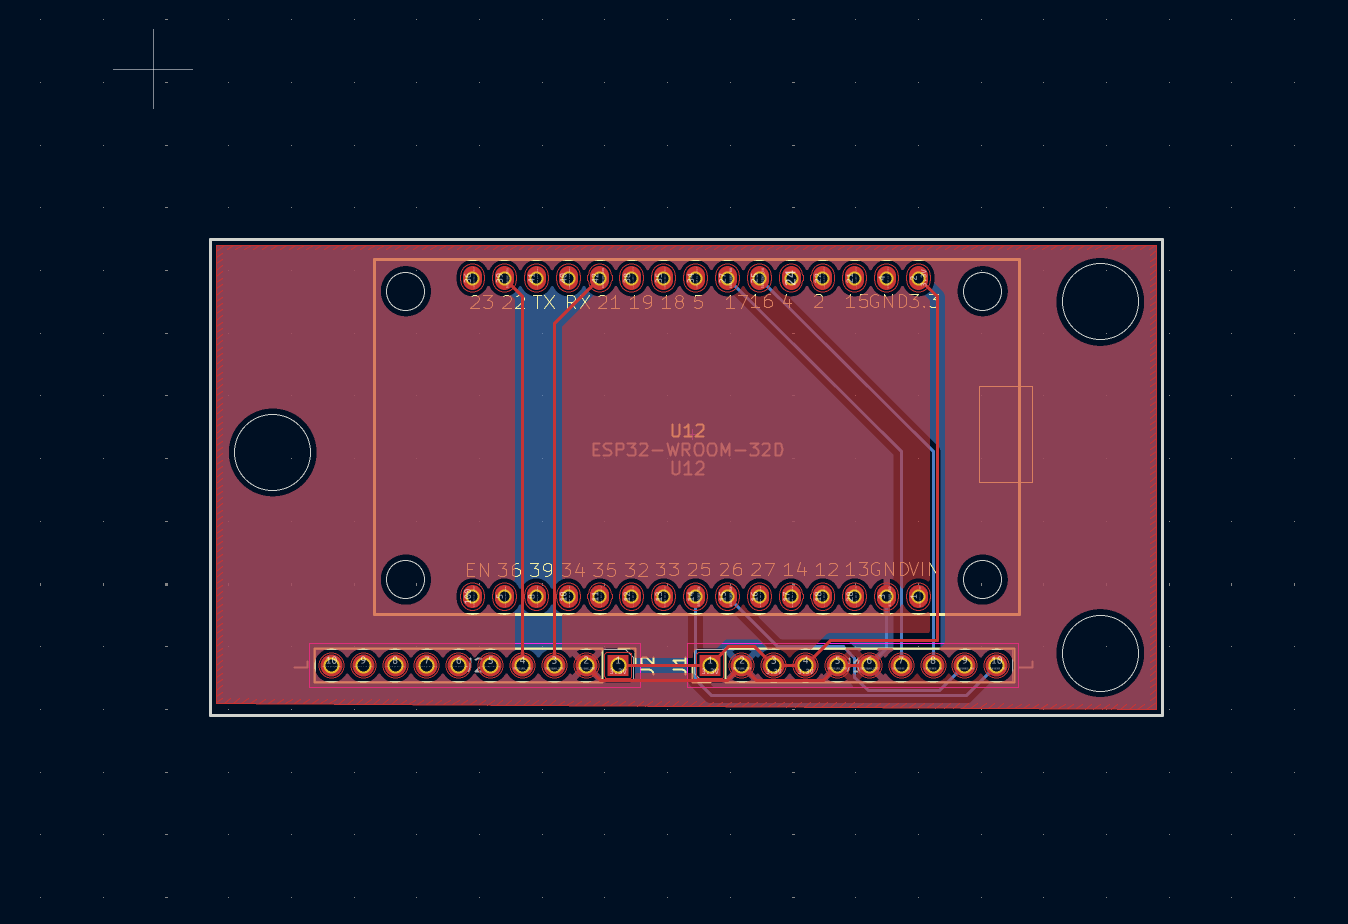 23 22 TX RX 21 19 18 5 17 16 4 2 15 GND 3.3
U12
ESP32-WROOM-32D
U12
EN 36 39 34 35 32 33 25 26 27 14 12 13 GND VIN
J2 J1